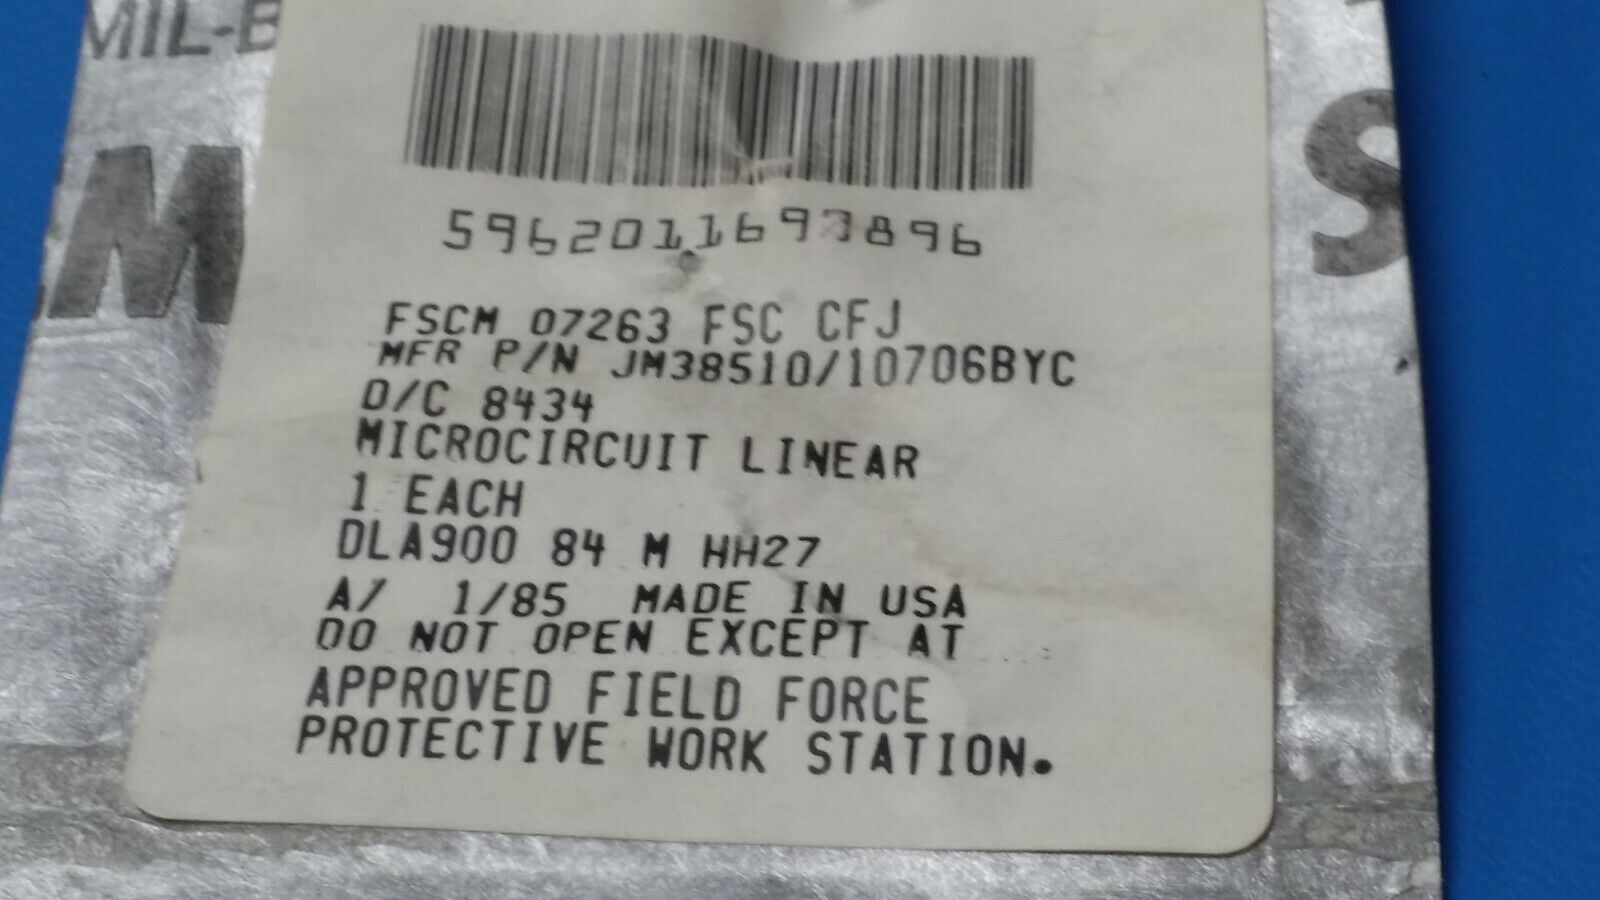 MIL-B
M
S
5962011697896
FSCM 07263 FSC CFJ
MFR P/N JM38510/10706BYC
D/C 8434
MICROCIRCUIT LINEAR
1 EACH
DLA900 84 M HH27
A/ 1/85 MADE IN USA
DO NOT OPEN EXCEPT AT
APPROVED FIELD FORCE
PROTECTIVE WORK STATION.